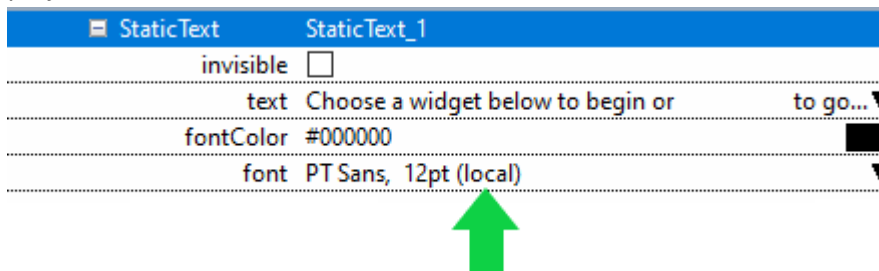 StaticText StaticText_1
invisible
text Choose a widget below to begin or to go...
fontColor #000000
font PT Sans, 12pt (local)